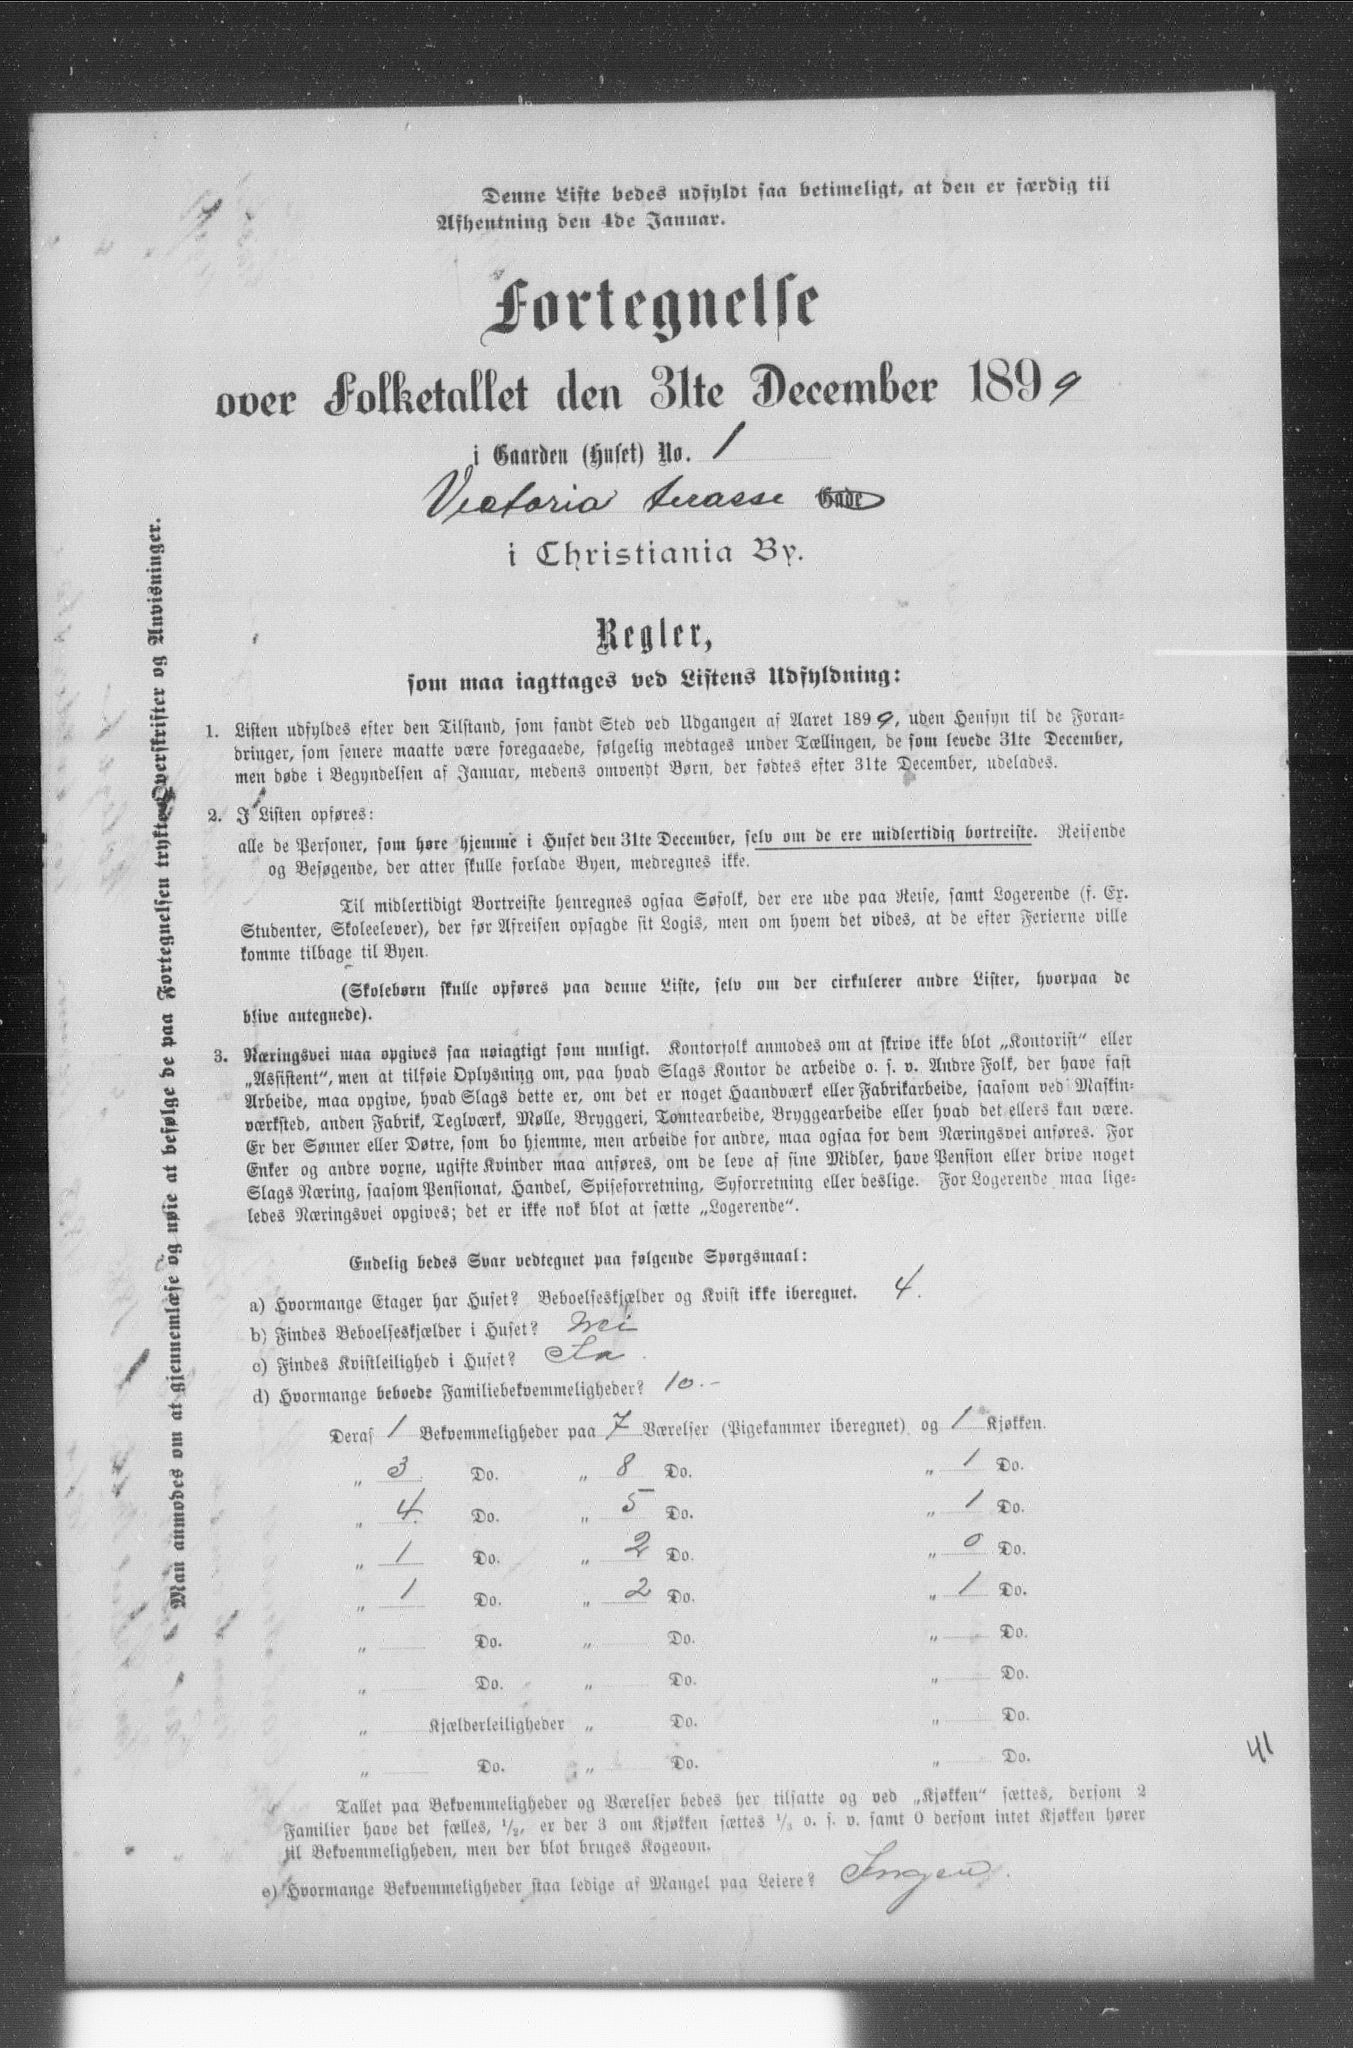 Denne Liste bedes udfyldt saa betimeligt, at den er færdig til
Afhentning den 4de Januar.
Fortegnelse
over Folketallet den 31te December 1899
i Gaarden (Huset) No. 1
Victoria terasse Gade
i Christiania By.
Regler,
som maa iagttages ved Listens Udfyldning:
1. Listen udfyldes efter den Tilstand, som fandt Sted ved Udgangen af Aaret 1899, uden Hensyn til de Foran-
dringer, som senere maatte være foregaaede, følgelig medtages under Tællingen, de som levede 31te December,
men døde i Begyndelsen af Januar, medens omvendt Børn, der fødtes efter 31te December, udelades.
2. I Listen opføres:
alle de Personer, som høre hjemme i Huset den 31te December, selv om de ere midlertidig bortreiste. Reisende
og Besøgende, der atter skulle forlade Byen, medregnes ikke.
Til midlertidigt Bortreiste henregnes ogsaa Søfolk, der ere ude paa Reise, samt Logerende (f. Ex.
Studenter, Skoleelever), der før Afreisen opsagde sit Logis, men om hvem det vides, at de efter Ferierne ville
komme tilbage til Byen.
(Skolebørn skulle opføres paa denne Liste, selv om der cirkulerer andre Lister, hvorpaa de
blive antegnede).
3. Næringsvei maa opgives saa nøiagtigt som muligt. Kontorfolk anmodes om at skrive ikke blot „Kontorist“ eller
„Assistent“, men at tilføie Oplysning om, paa hvad Slags Kontor de arbeide o. s. v. Andre Folk, der have fast
Arbeide, maa opgive, hvad Slags dette er, om det er noget Haandværk eller Fabrikarbeide, saasom ved Maskin-
værksted, anden Fabrik, Teglværk, Mølle, Bryggeri, Tomtearbeide, Bryggearbeide eller hvad det ellers kan være.
Er der Sønner eller Døtre, som bo hjemme, men arbeide for andre, maa ogsaa for dem Næringsvei anføres. For
Enker og andre voxne, ugifte Kvinder maa anføres, om de leve af sine Midler, have Pension eller drive noget
Slags Næring, saasom Pensionat, Handel, Spiseforretning, Syforretning eller deslige. For Logerende maa lige-
ledes Næringsvei opgives; det er ikke nok blot at sætte „Logerende“.
Endelig bedes Svar vedtegnet paa følgende Spørgsmaal:
a) Hvormange Etager har Huset? Beboelseskjælder og Kvist ikke iberegnet. 4.
b) Findes Beboelseskjælder i Huset? Nei
c) Findes Kvistleilighed i Huset? Ja.
d) Hvormange beboede Familiebekvemmeligheder? 10.-
Deraf 1 Bekvemmeligheder paa 7 Værelser (Pigekammer iberegnet) og 1 Kjøkken.
„ 3 Do. „ 8 Do. „ 1 Do.
„ 4. Do. „ 5 Do. „ 1 Do.
„ 1 Do. „ 2 Do. „ 0 Do.
„ 1 Do. „ 2 Do. „ 1 Do.
„ Do. „ Do. „ Do.
„ Do. „ Do. „ Do.
„ Kjælderleiligheder „ Do. „ Do.
„ Do. „ Do. „ Do.
Tallet paa Bekvemmeligheder og Værelser bedes her tilsatte og ved „Kjøkken“ sættes, dersom 2
Familier have det fælles, 1/2, er der 3 om Kjøkken sættes 1/3 o. s. v. samt 0 dersom intet Kjøkken hører
til Bekvemmeligheden, men der blot bruges Kogeovn.
e) Hvormange Bekvemmeligheder staa ledige af Mangel paa Leiere? Ingen.
Man anmodes om at gjennemlæse og nøie at befølge de paa Fortegnelsen trykte Overskrifter og Anvisninger.
41